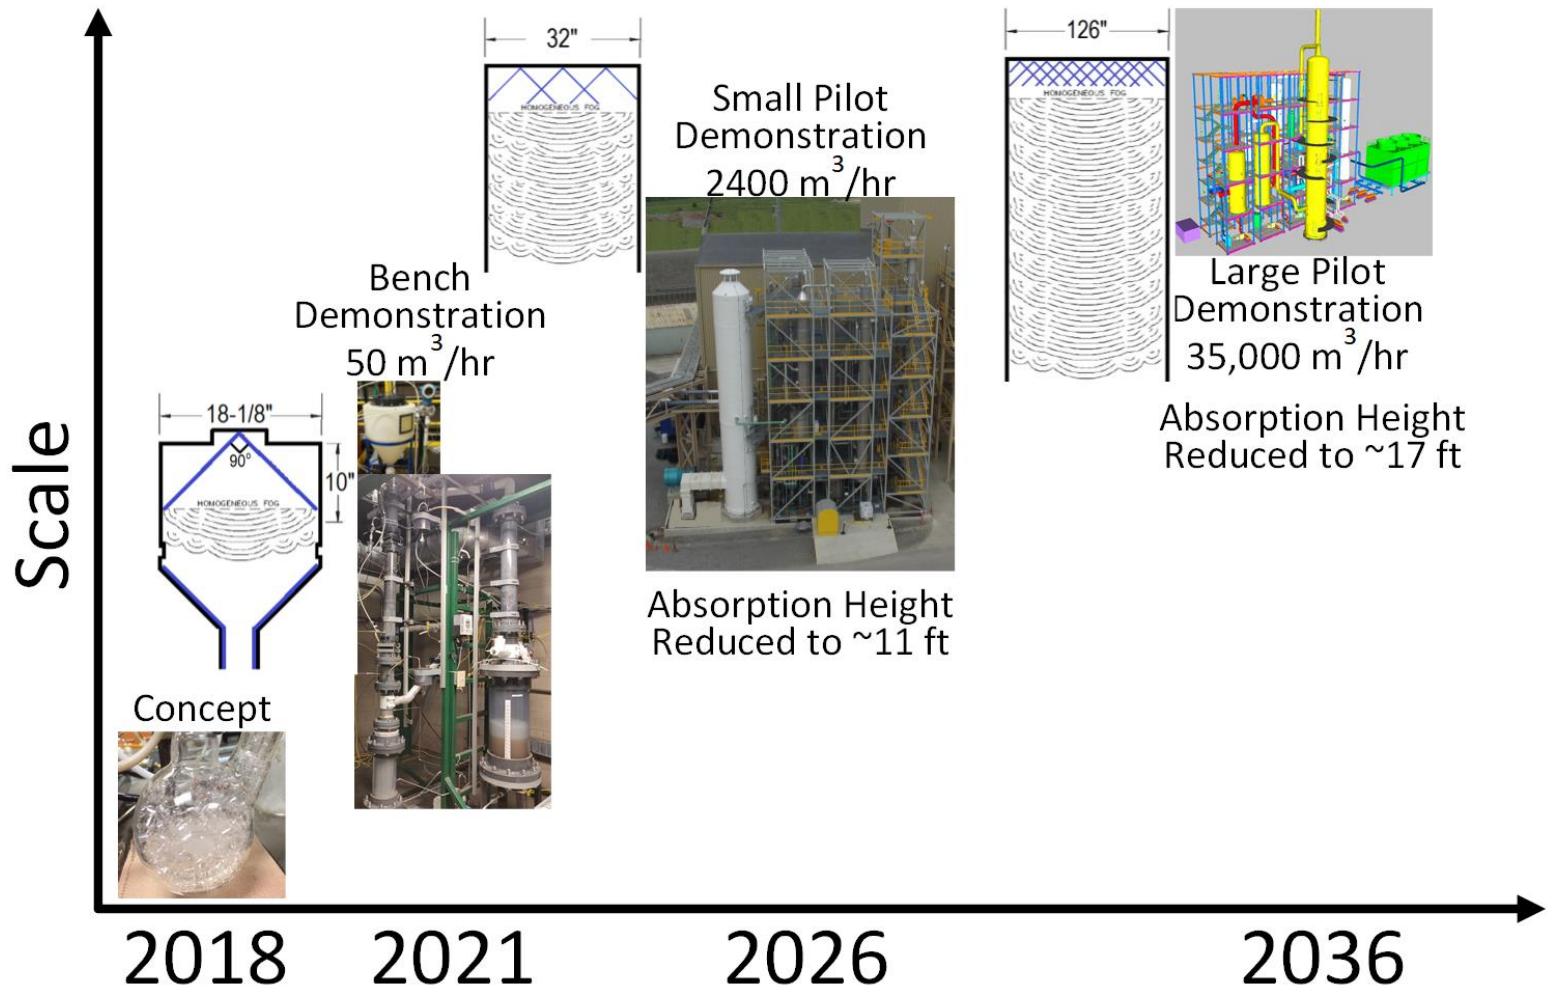 Scale
18-1/8"
90°
10"
HOMOGENEOUS FOG
Concept
Bench
Demonstration
50 m³/hr
32"
HOMOGENEOUS FOG
Small Pilot
Demonstration
2400 m³/hr
Absorption Height
Reduced to ~11 ft
126"
HOMOGENEOUS FOG
Large Pilot
Demonstration
35,000 m³/hr
Absorption Height
Reduced to ~17 ft
2018
2021
2026
2036